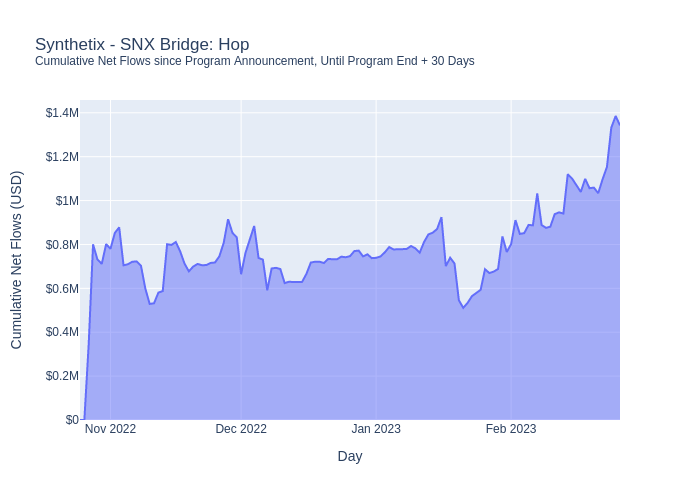 Synthetix - SNX Bridge: Hop
Cumulative Net Flows since Program Announcement, Until Program End + 30 Days
Cumulative Net Flows (USD)
$1.4M
$1.2M
$1M
$0.8M
$0.6M
$0.4M
$0.2M
$0
Nov 2022 Dec 2022 Jan 2023 Feb 2023
Day